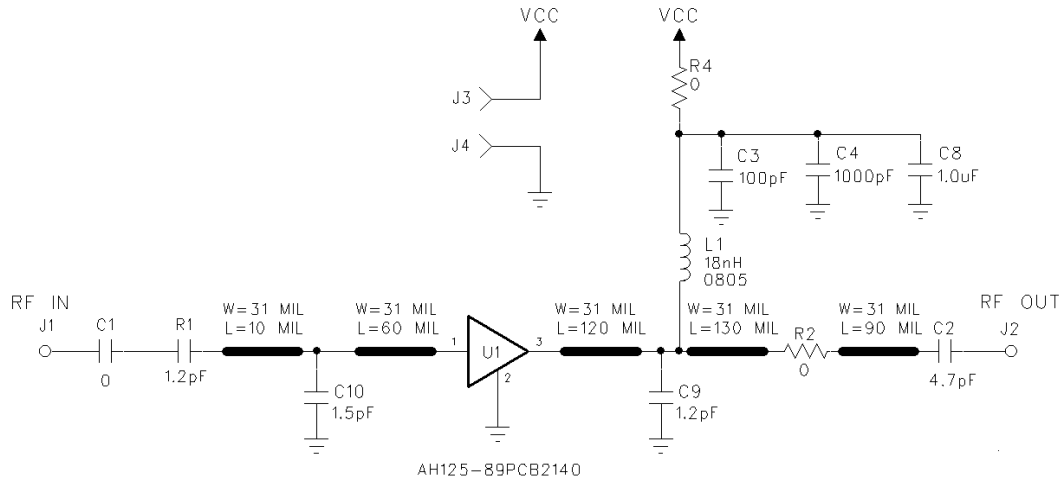 VCC
VCC
R4
0
J3
J4
C3
100pF
C4
1000pF
C8
1.0uF
L1
18nH
0805
RF IN
J1
C1
0
R1
1.2pF
W=31 MIL
L=10 MIL
C10
1.5pF
W=31 MIL
L=60 MIL
1
U1
2
3
W=31 MIL
L=120 MIL
C9
1.2pF
W=31 MIL
L=130 MIL
R2
0
W=31 MIL
L=90 MIL
C2
4.7pF
RF OUT
J2
AH125-89PCB2140